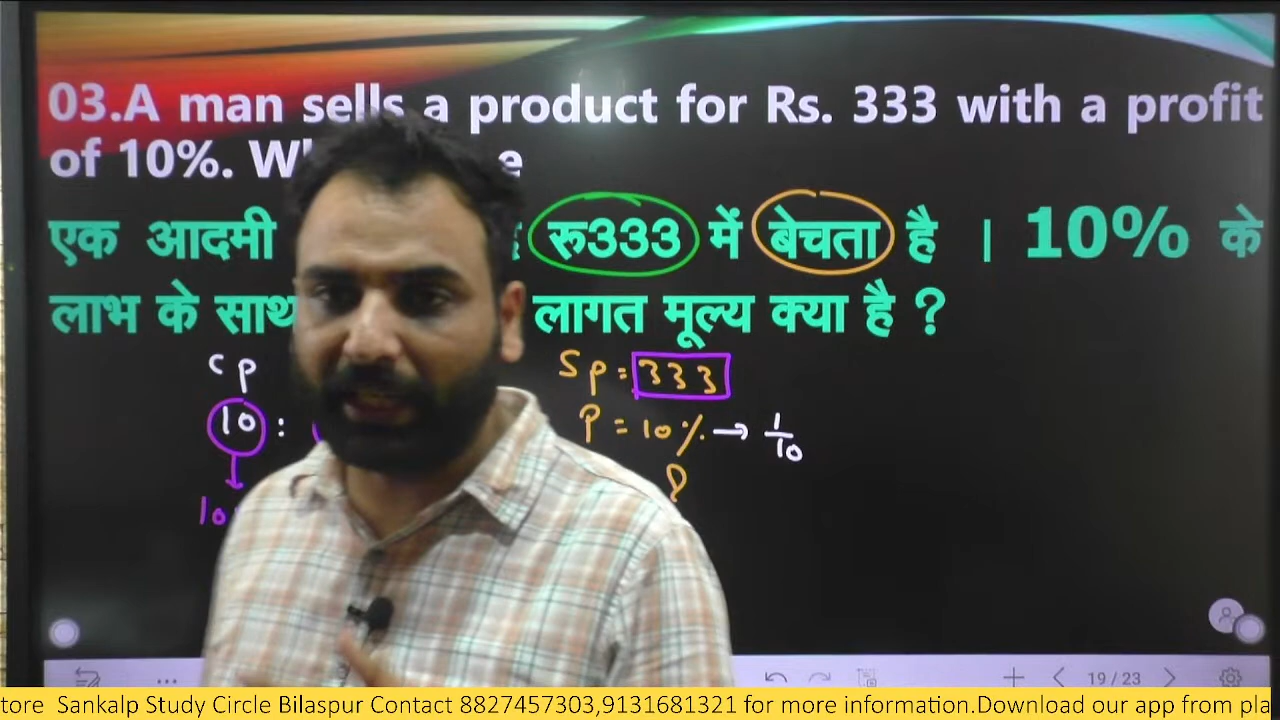 03.A man sells a product for Rs. 333 with a profit
of 10%.
एक आदमी रू333 में बेचता है । 10% के
लाभ के साथ लागत मूल्य क्या है ?
CP SP = 333
10 : P = 10% → 1/10
?
10
19/23
Sankalp Study Circle Bilaspur Contact 8827457303,9131681321 for more information.Download our app from